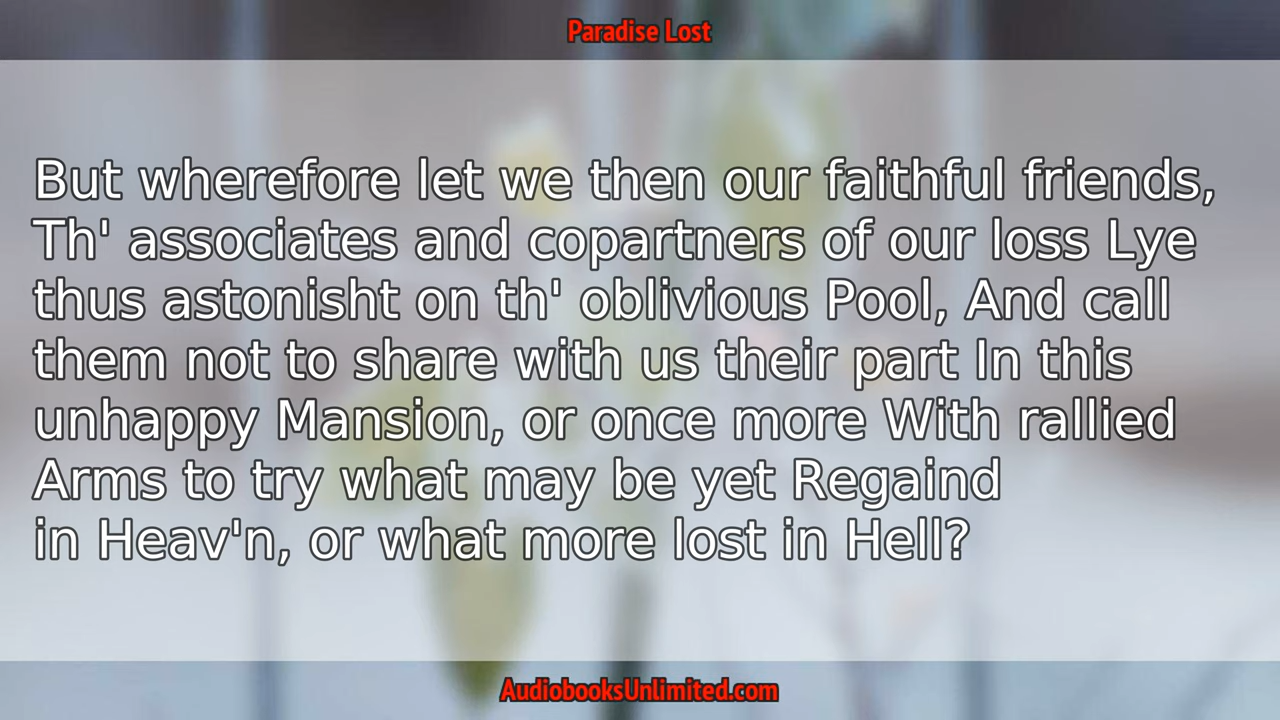 Paradise Lost
But wherefore let we then our faithful friends,
Th' associates and copartners of our loss Lye
thus astonisht on th' oblivious Pool, And call
them not to share with us their part In this
unhappy Mansion, or once more With rallied
Arms to try what may be yet Regaind
in Heav'n, or what more lost in Hell?
AudiobooksUnlimited.com